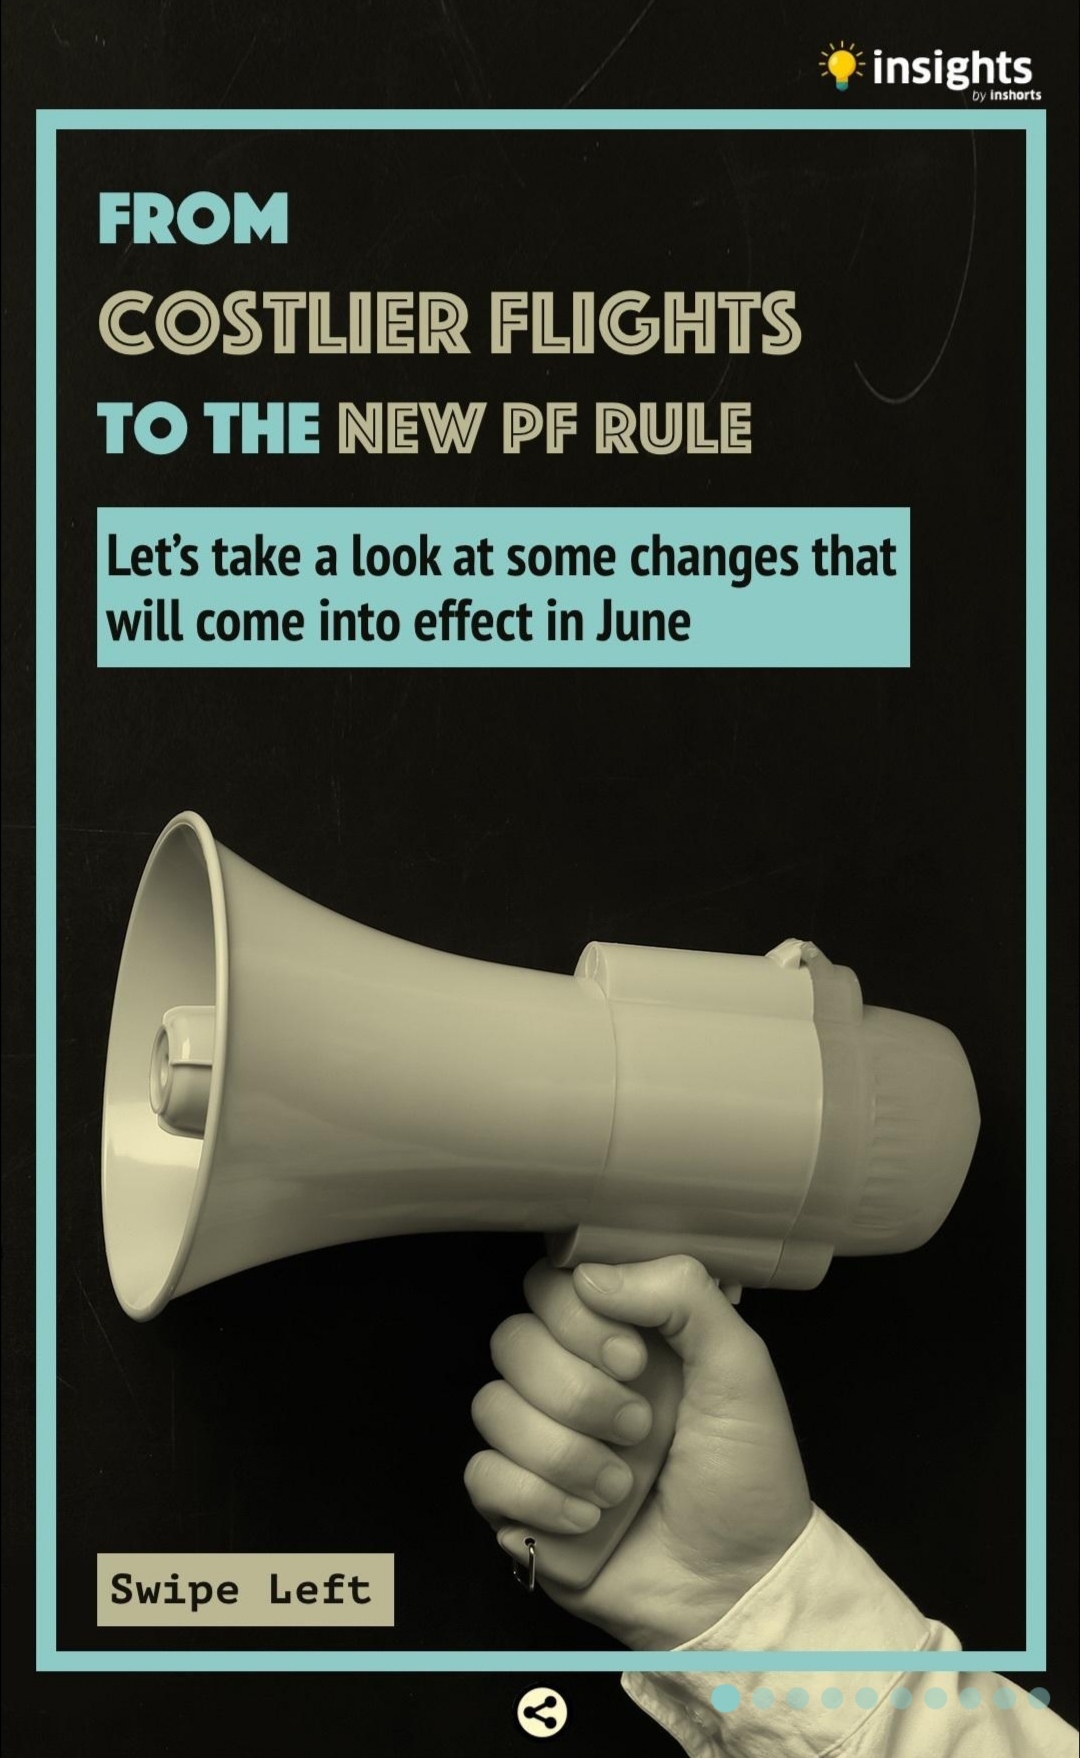 insights
by inshorts
FROM
COSTLIER FLIGHTS
TO THE NEW PF RULE
Let’s take a look at some changes that
will come into effect in June
Swipe Left